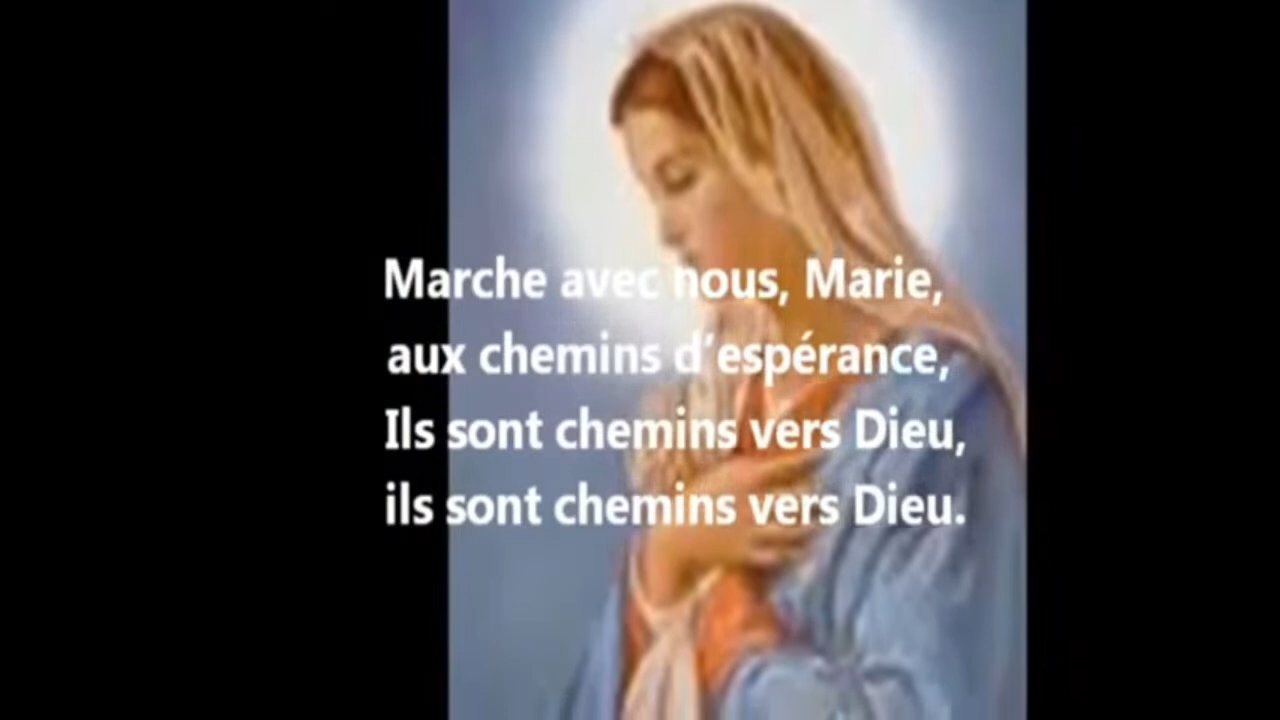 Marche avec nous, Marie,
aux chemins d'espérance,
Ils sont chemins vers Dieu,
ils sont chemins vers Dieu.